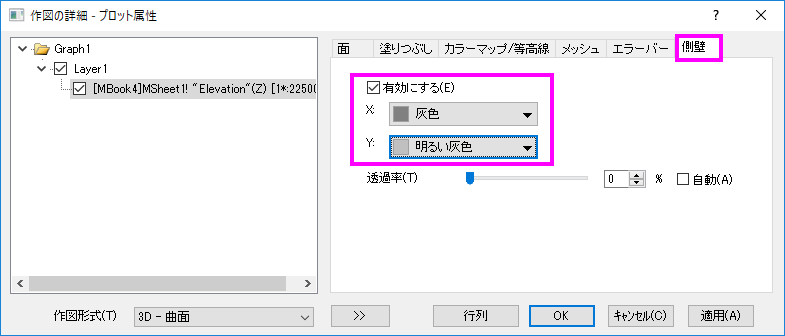 作図の詳細 - プロット属性
Graph1
Layer1
[MBook4]MSheet1! "Elevation"(Z) [1*:22500
面 塗りつぶし カラーマップ/等高線 メッシュ エラーバー 側壁
有効にする(E)
X: 灰色
Y: 明るい灰色
透過率(T) 0 % 自動(A)
作図形式(T) 3D - 曲面 >> 行列 OK キャンセル(C) 適用(A)